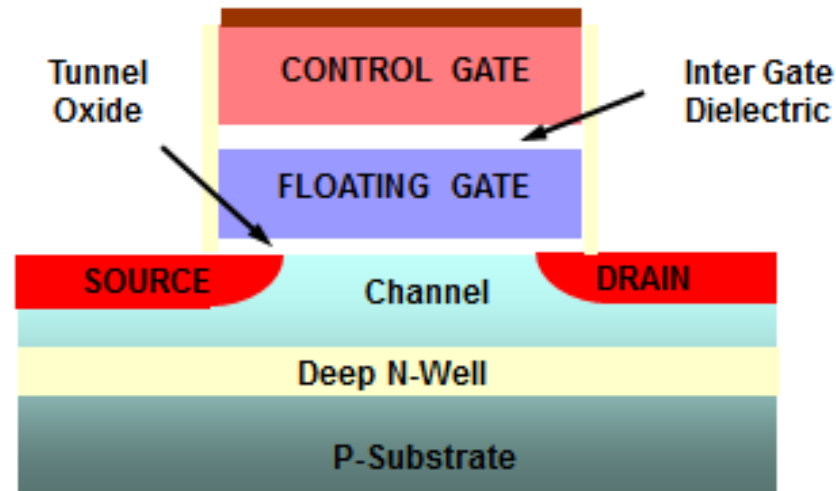 Tunnel
Oxide
CONTROL GATE
Inter Gate
Dielectric
FLOATING GATE
SOURCE
Channel
DRAIN
Deep N-Well
P-Substrate